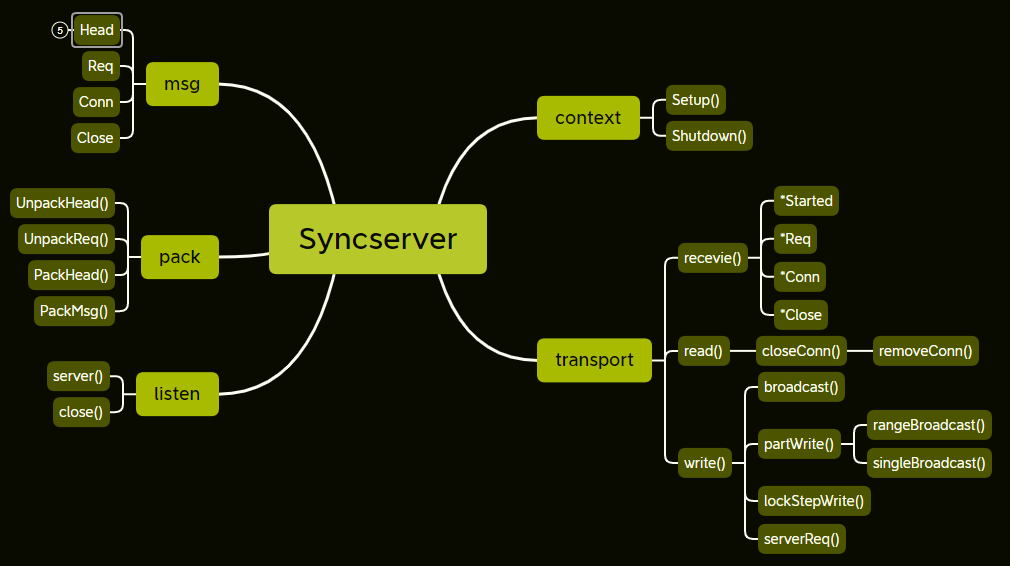 Syncserver
msg
5
Head
Req
Conn
Close
pack
UnpackHead()
UnpackReq()
PackHead()
PackMsg()
listen
server()
close()
context
Setup()
Shutdown()
transport
recevie()
*Started
*Req
*Conn
*Close
read()
closeConn()
removeConn()
write()
broadcast()
partWrite()
rangeBroadcast()
singleBroadcast()
lockStepWrite()
serverReq()